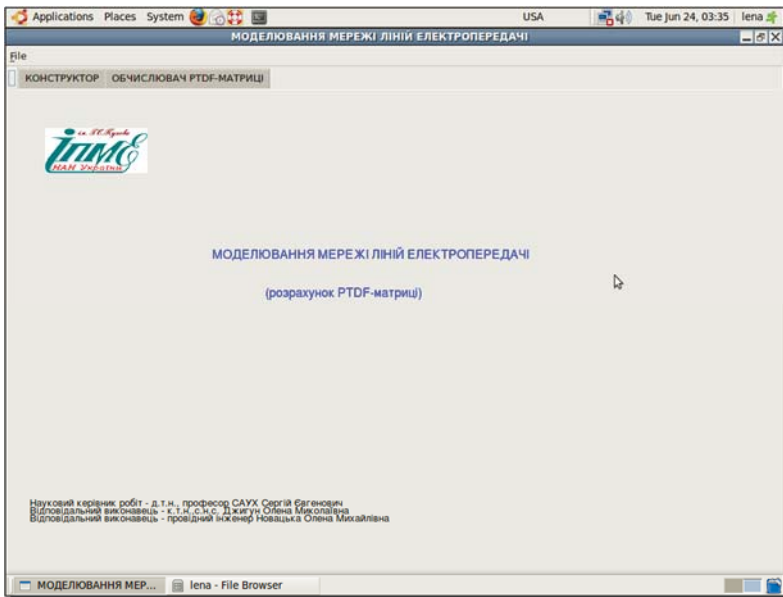 Applications Places System USA Tue Jun 24, 03:35 lena
МОДЕЛЮВАННЯ МЕРЕЖІ ЛІНІЙ ЕЛЕКТРОПЕРЕДАЧІ
File
КОНСТРУКТОР ОБЧИСЛЮВАЧ PTDF-МАТРИЦІ
ім. Г.Є.Пухова
ІПМЕ
НАН України
МОДЕЛЮВАННЯ МЕРЕЖІ ЛІНІЙ ЕЛЕКТРОПЕРЕДАЧІ
(розрахунок PTDF-матриці)
Науковий керівник робіт - д.т.н., професор САУХ Сергій Євгенович
Відповідальний виконавець - к.т.н.,с.н.с, Джигун Олена Миколаївна
Відповідальний виконавець - провідний інженер Новацька Олена Михайлівна
МОДЕЛЮВАННЯ МЕР... lena - File Browser